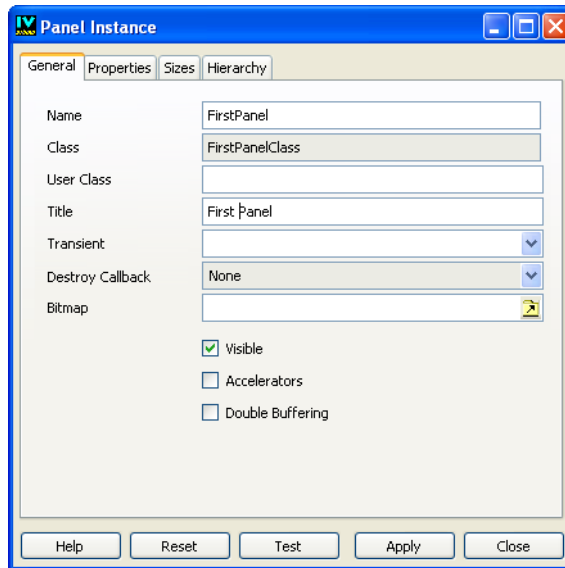 Panel Instance
General Properties Sizes Hierarchy
Name FirstPanel
Class FirstPanelClass
User Class
Title First Panel
Transient
Destroy Callback None
Bitmap
Visible
Accelerators
Double Buffering
Help Reset Test Apply Close